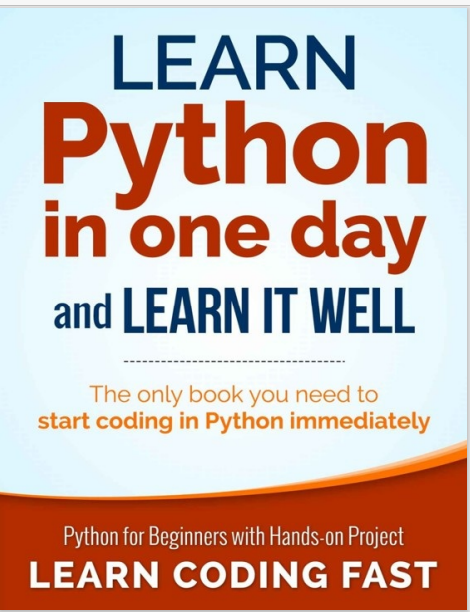 LEARN
Python
in one day
and LEARN IT WELL
The only book you need to
start coding in Python immediately
Python for Beginners with Hands-on Project
LEARN CODING FAST